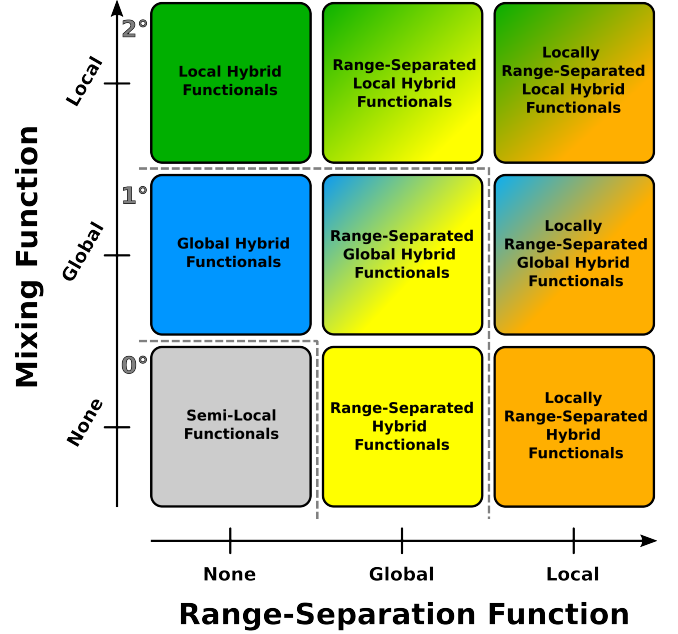 2°
Local
Local Hybrid
Functionals
Range-Separated
Local Hybrid
Functionals
Locally
Range-Separated
Local Hybrid
Functionals
Mixing Function
1°
Global
Global Hybrid
Functionals
Range-Separated
Global Hybrid
Functionals
Locally
Range-Separated
Global Hybrid
Functionals
0°
None
Semi-Local
Functionals
Range-Separated
Hybrid
Functionals
Locally
Range-Separated
Hybrid
Functionals
None
Global
Local
Range-Separation Function